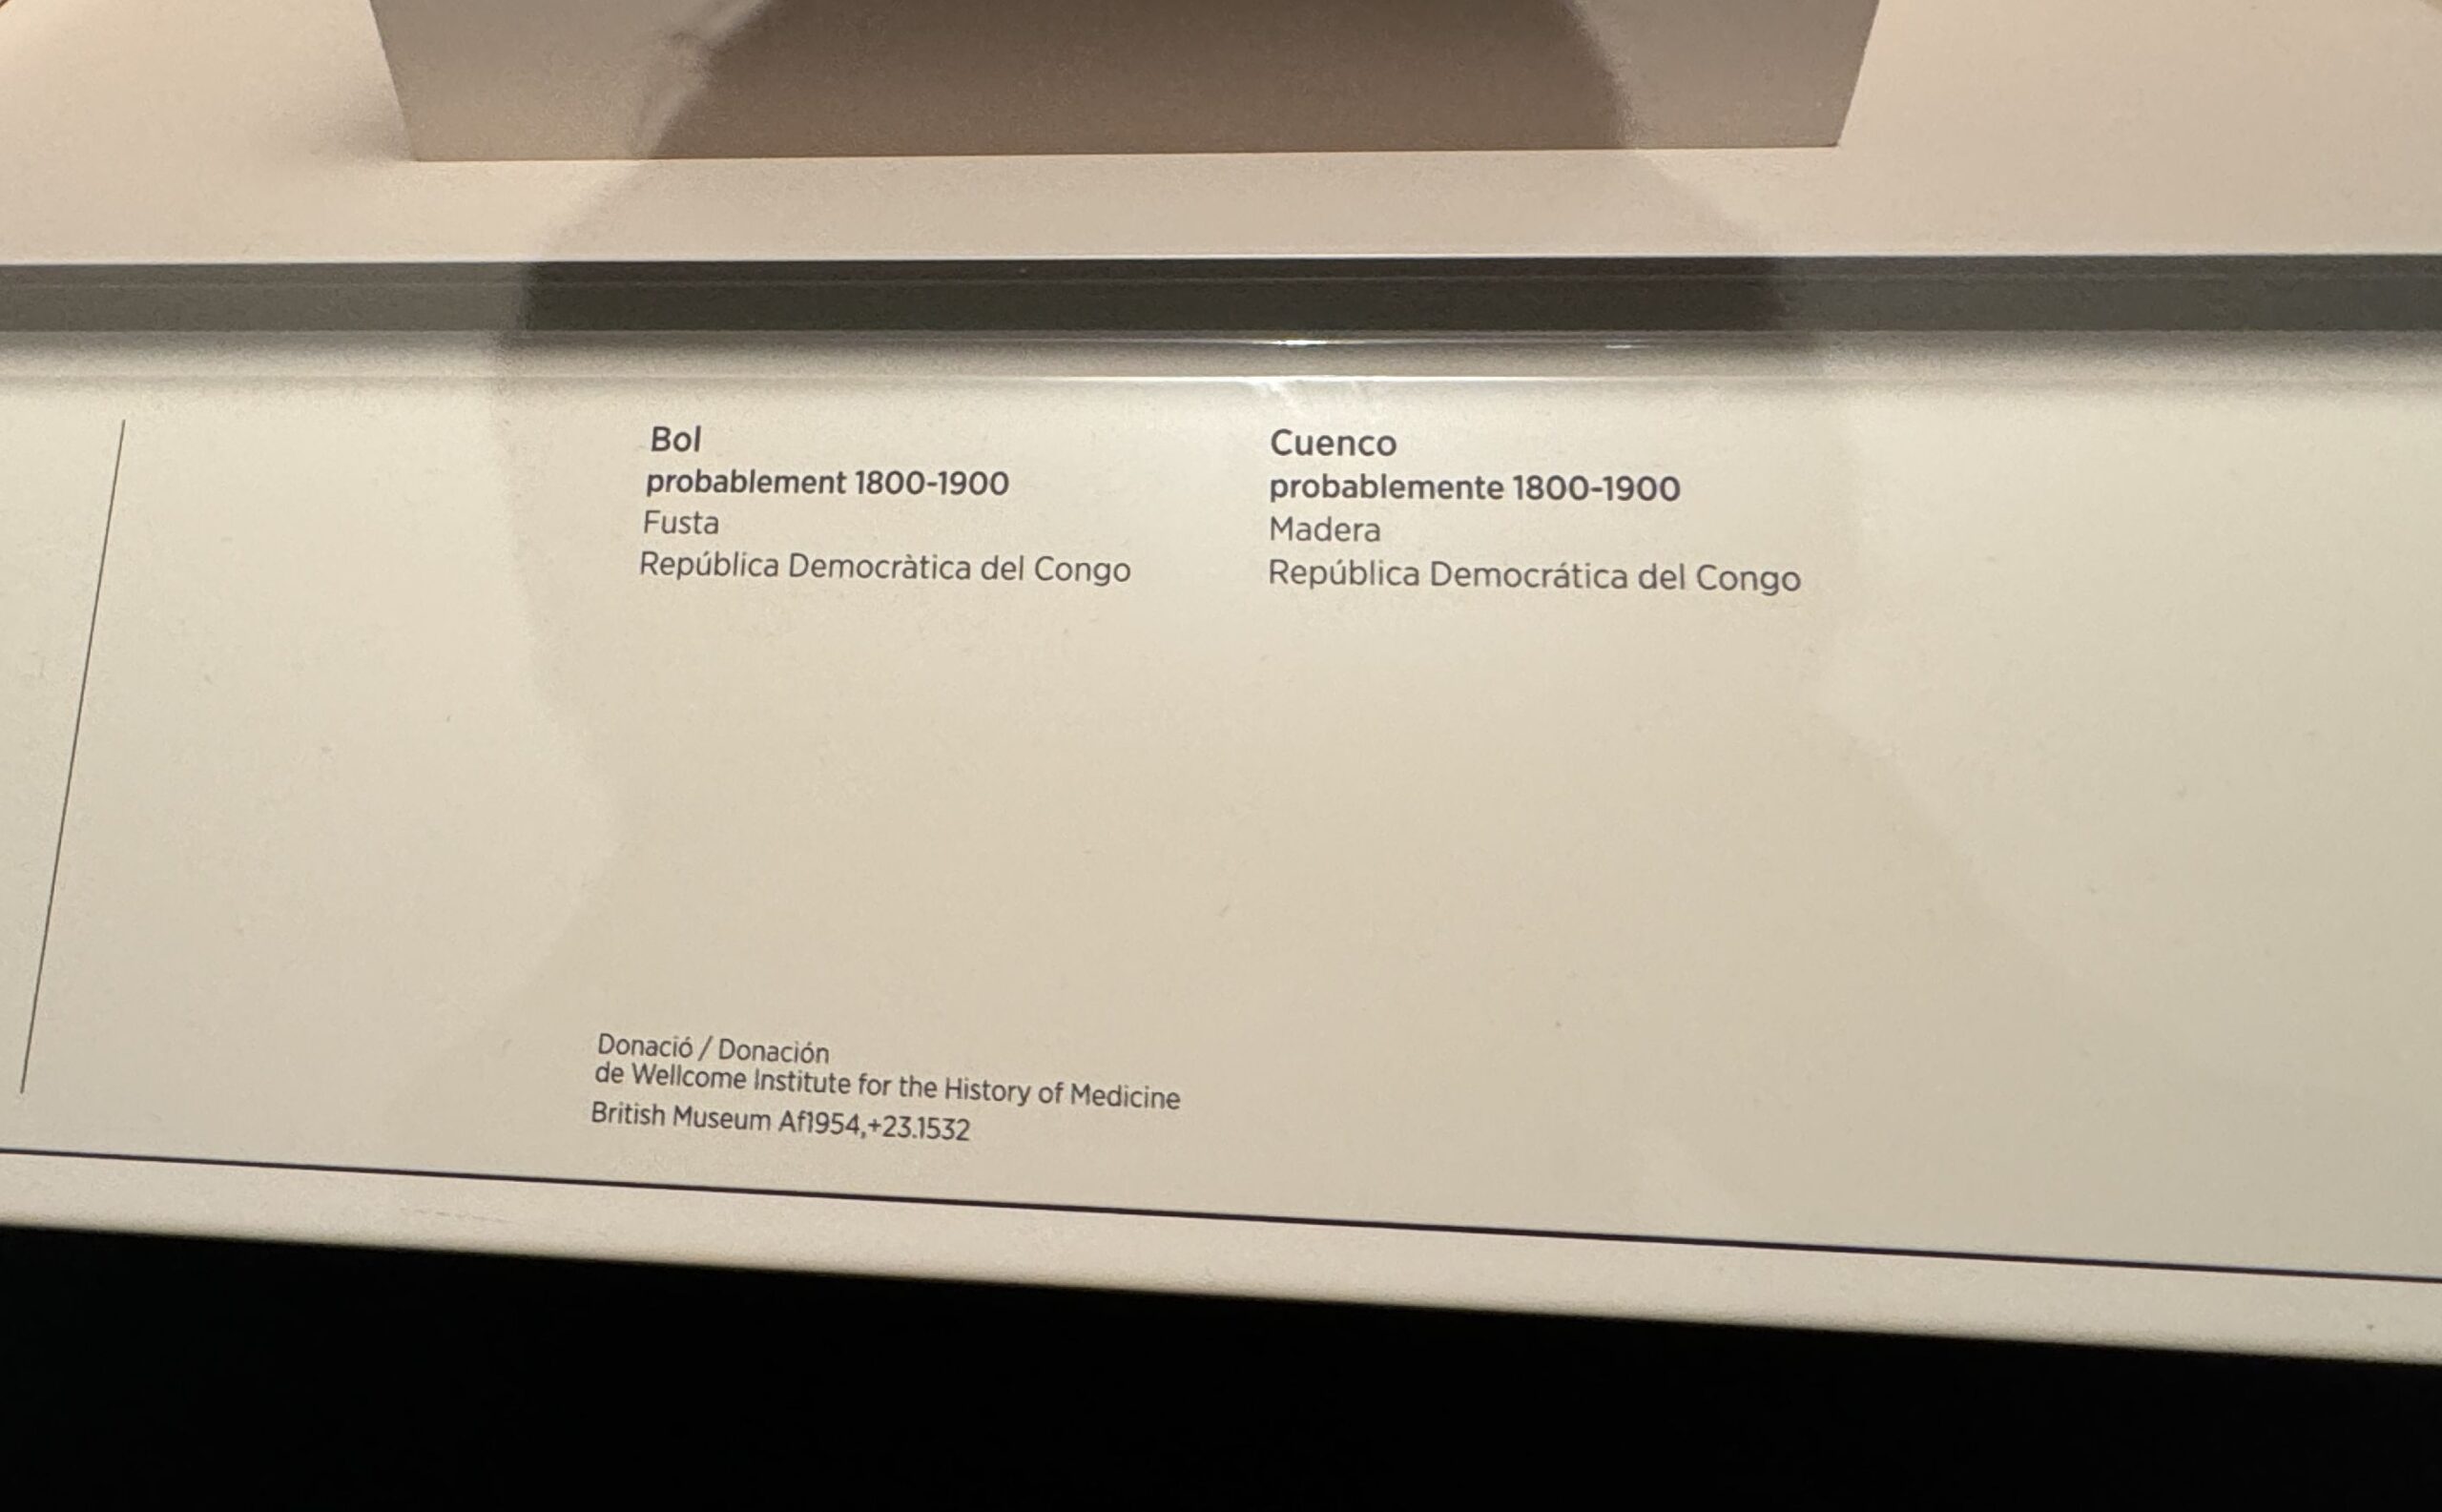 Bol
probablement 1800-1900
Fusta
República Democràtica del Congo
Cuenco
probablemente 1800-1900
Madera
República Democrática del Congo
Donació / Donación
de Wellcome Institute for the History of Medicine
British Museum Af1954,+23.1532